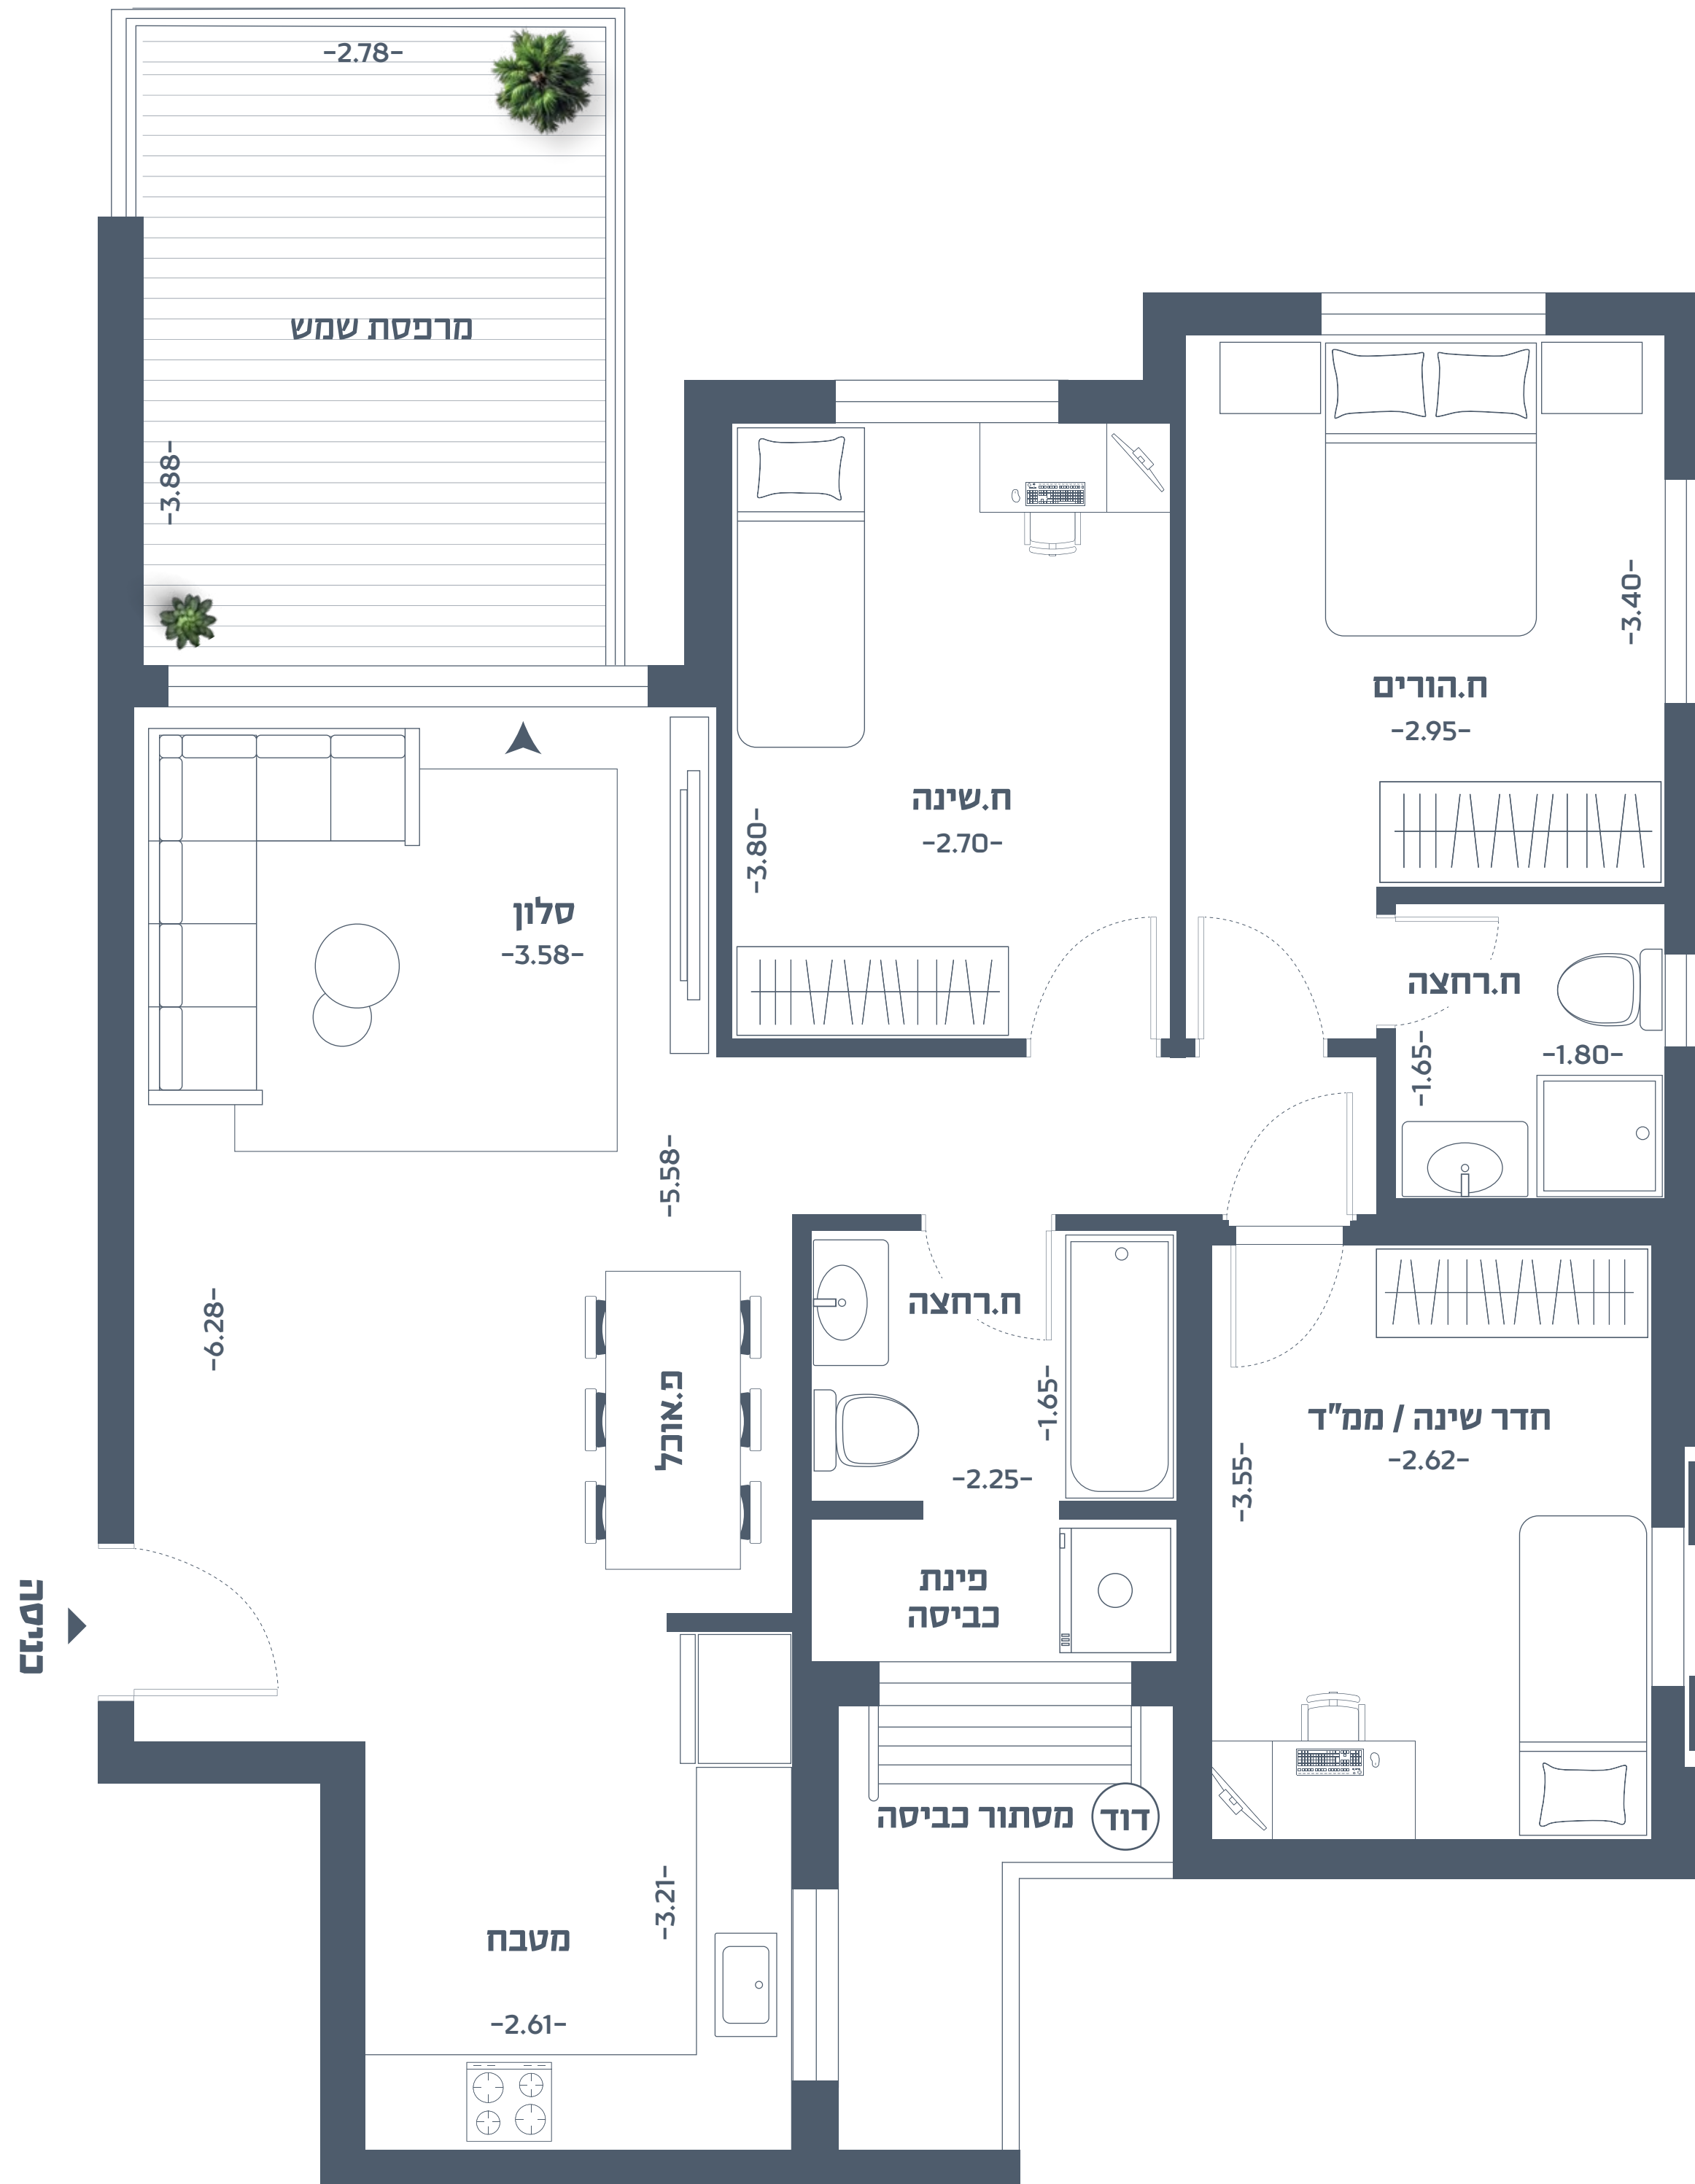 -2.78-
מרפסת שמש
-3.88-
ח.הורים
-2.95-
-3.40-
ח.שינה
-2.70-
-3.80-
סלון
-3.58-
ח.רחצה
-1.80-
-1.65-
-5.58-
-6.28-
פ.אוכל
ח.רחצה
-1.65-
-2.25-
חדר שינה / ממ"ד
-2.62-
-3.55-
פינת
כביסה
כניסה
דוד
מסתור כביסה
-3.21-
מטבח
-2.61-